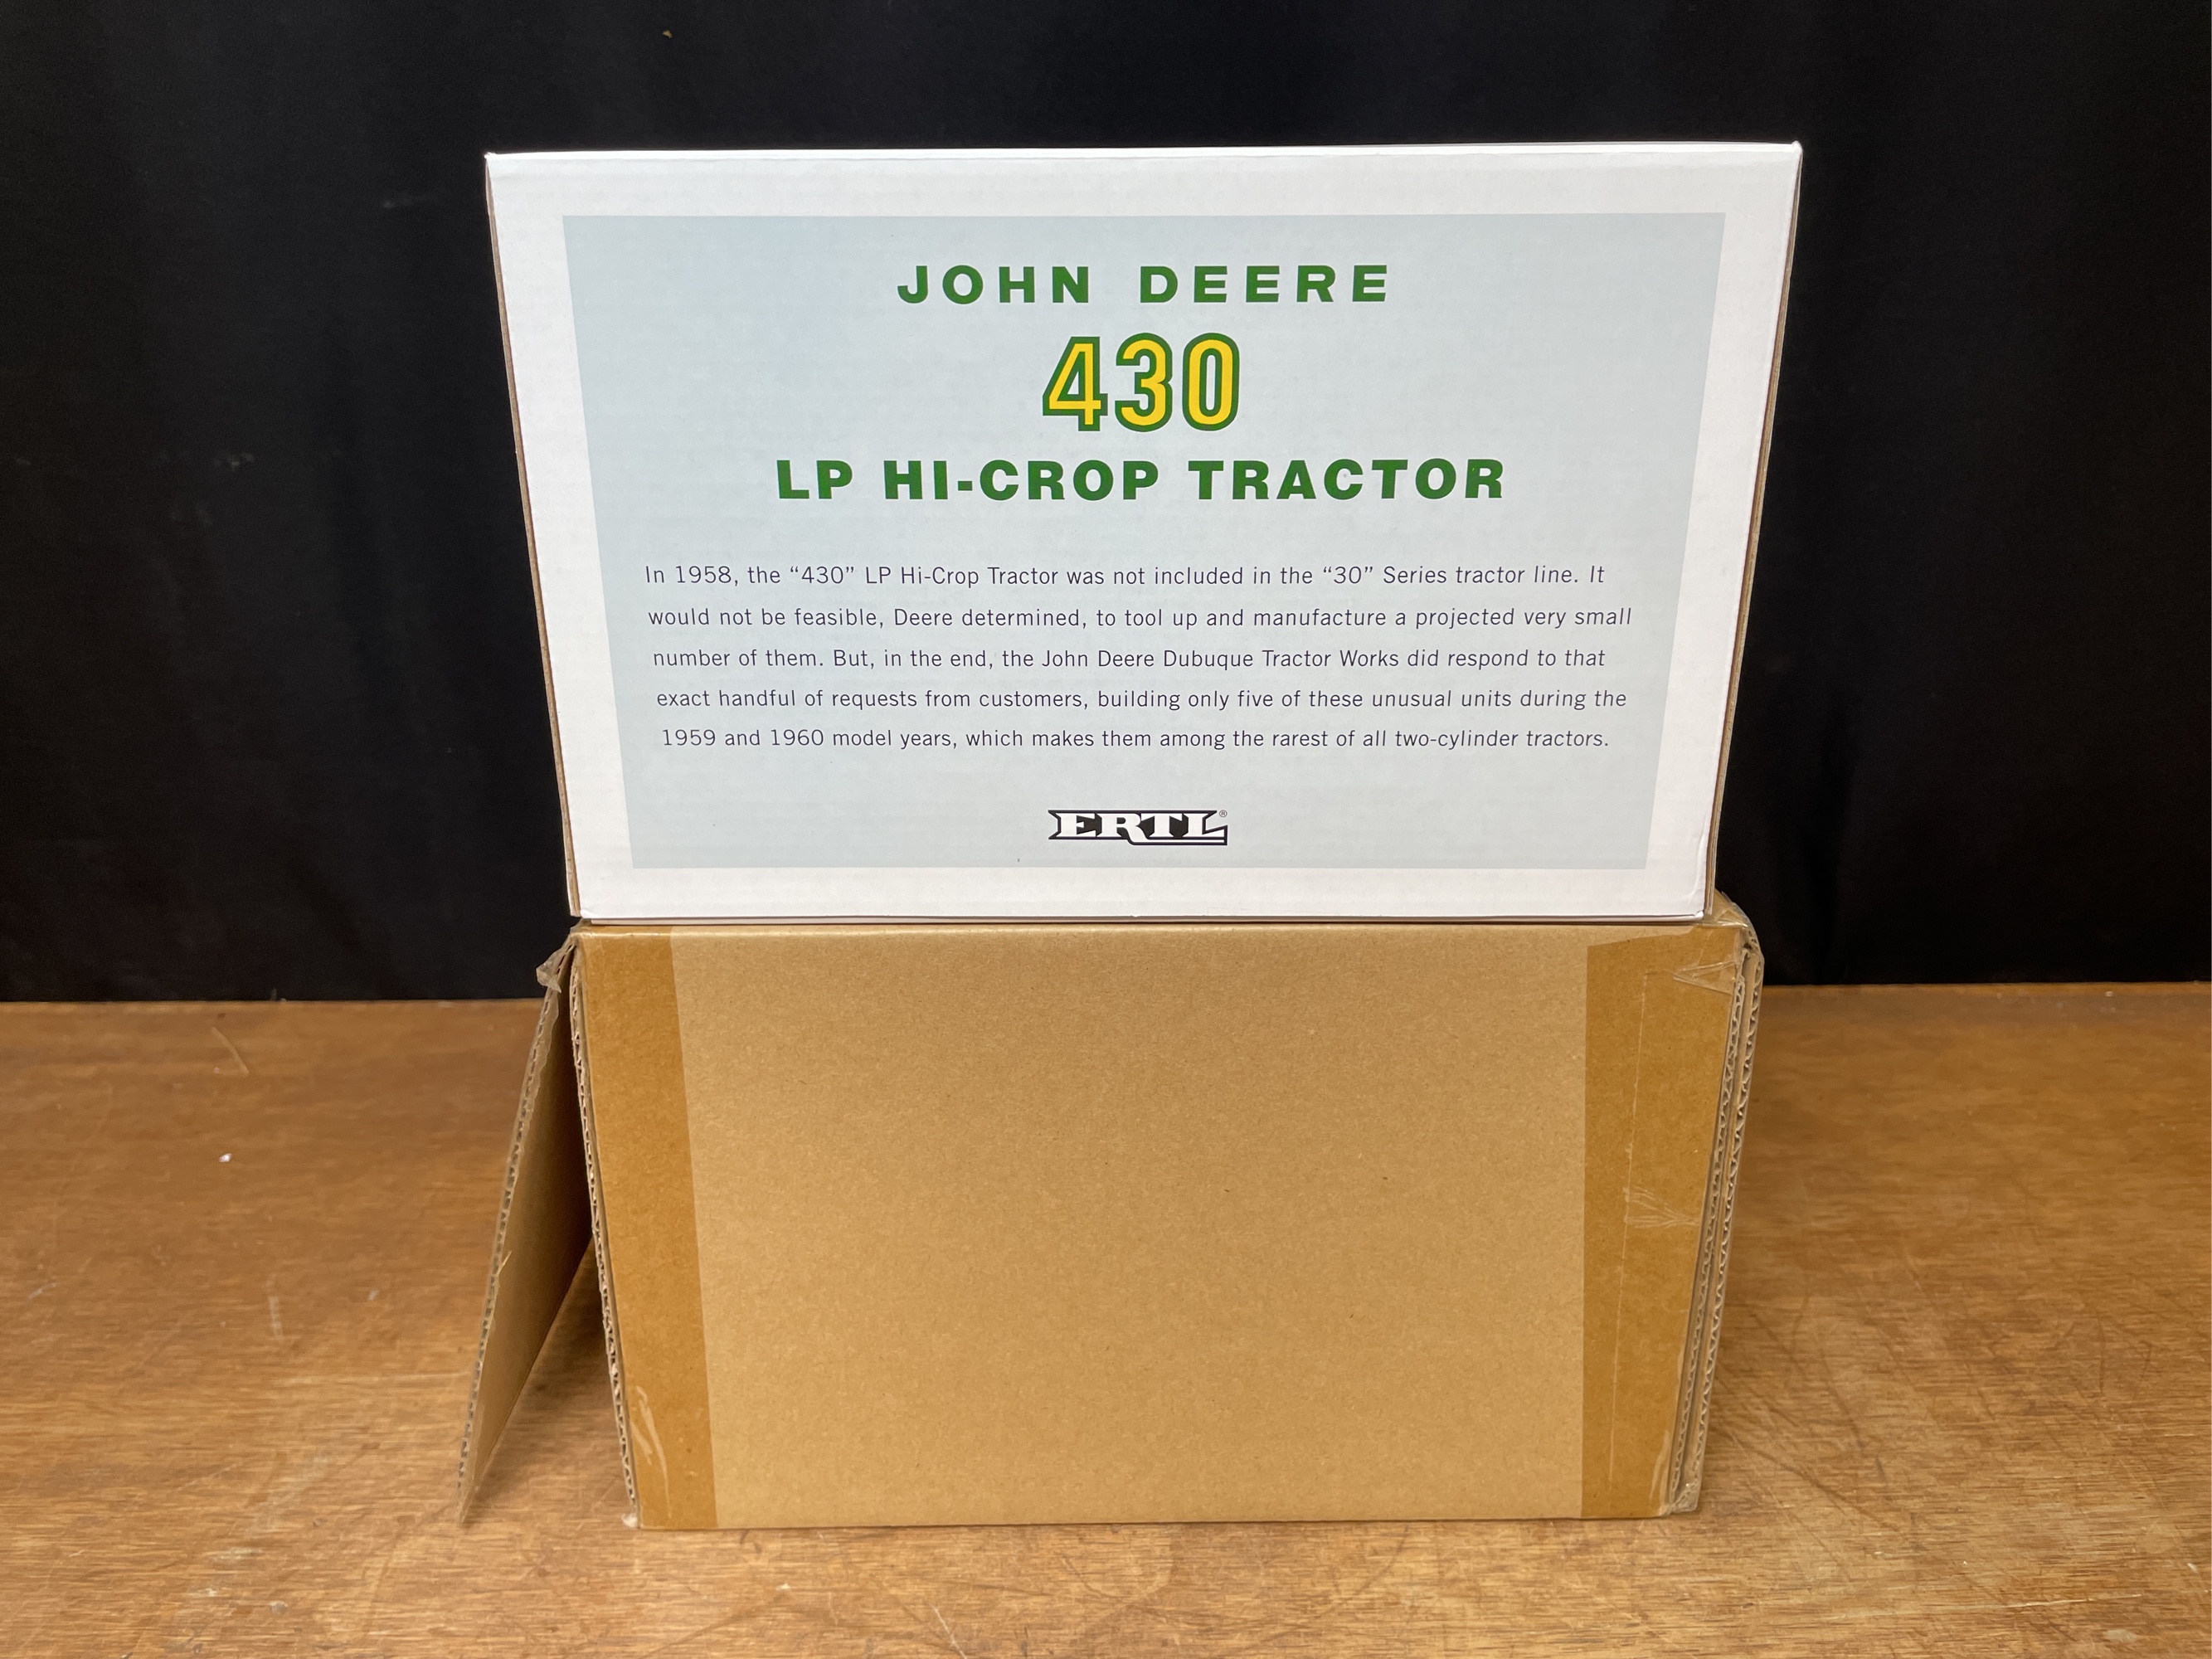 JOHN DEERE
430
LP HI-CROP TRACTOR
In 1958, the “430” LP Hi-Crop Tractor was not included in the “30” Series tractor line. It
would not be feasible, Deere determined, to tool up and manufacture a projected very small
number of them. But, in the end, the John Deere Dubuque Tractor Works did respond to that
exact handful of requests from customers, building only five of these unusual units during the
1959 and 1960 model years, which makes them among the rarest of all two-cylinder tractors.
ERTL®